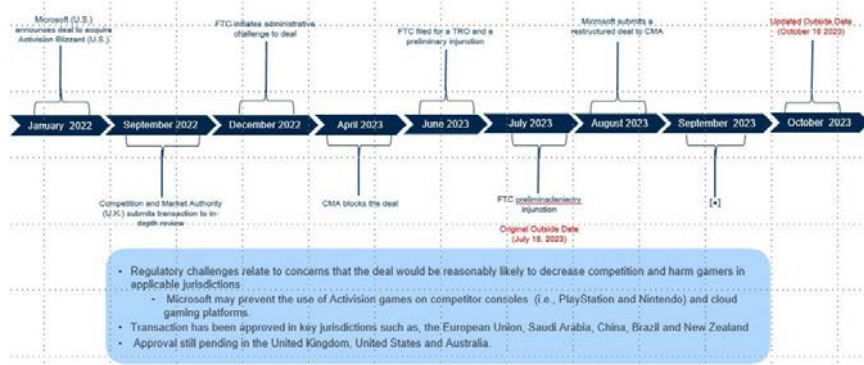 Microsoft (U.S.)
announces deal to acquire
Activision Blizzard (U.S.).
FTC initiates administrative
challenge to deal
FTC filed for a TRO and a
preliminary injunction
Microsoft submits a
restructured deal to CMA
Updated Outside Date
(October 18 2023)
January 2022
September 2022
December 2022
April 2023
June 2023
July 2023
August 2023
September 2023
October 2023
Competition and Market Authority
(U.K.) submits transaction to in-
depth review
CMA blocks the deal
FTC preliminadeniedry
injunction
Original Outside Date
(July 18, 2023)
[•]
• Regulatory challenges relate to concerns that the deal would be reasonably likely to decrease competition and harm gamers in
applicable jurisdictions
- Microsoft may prevent the use of Activision games on competitor consoles (i.e., PlayStation and Nintendo) and cloud
gaming platforms.
• Transaction has been approved in key jurisdictions such as, the European Union, Saudi Arabia, China, Brazil and New Zealand
• Approval still pending in the United Kingdom, United States and Australia.